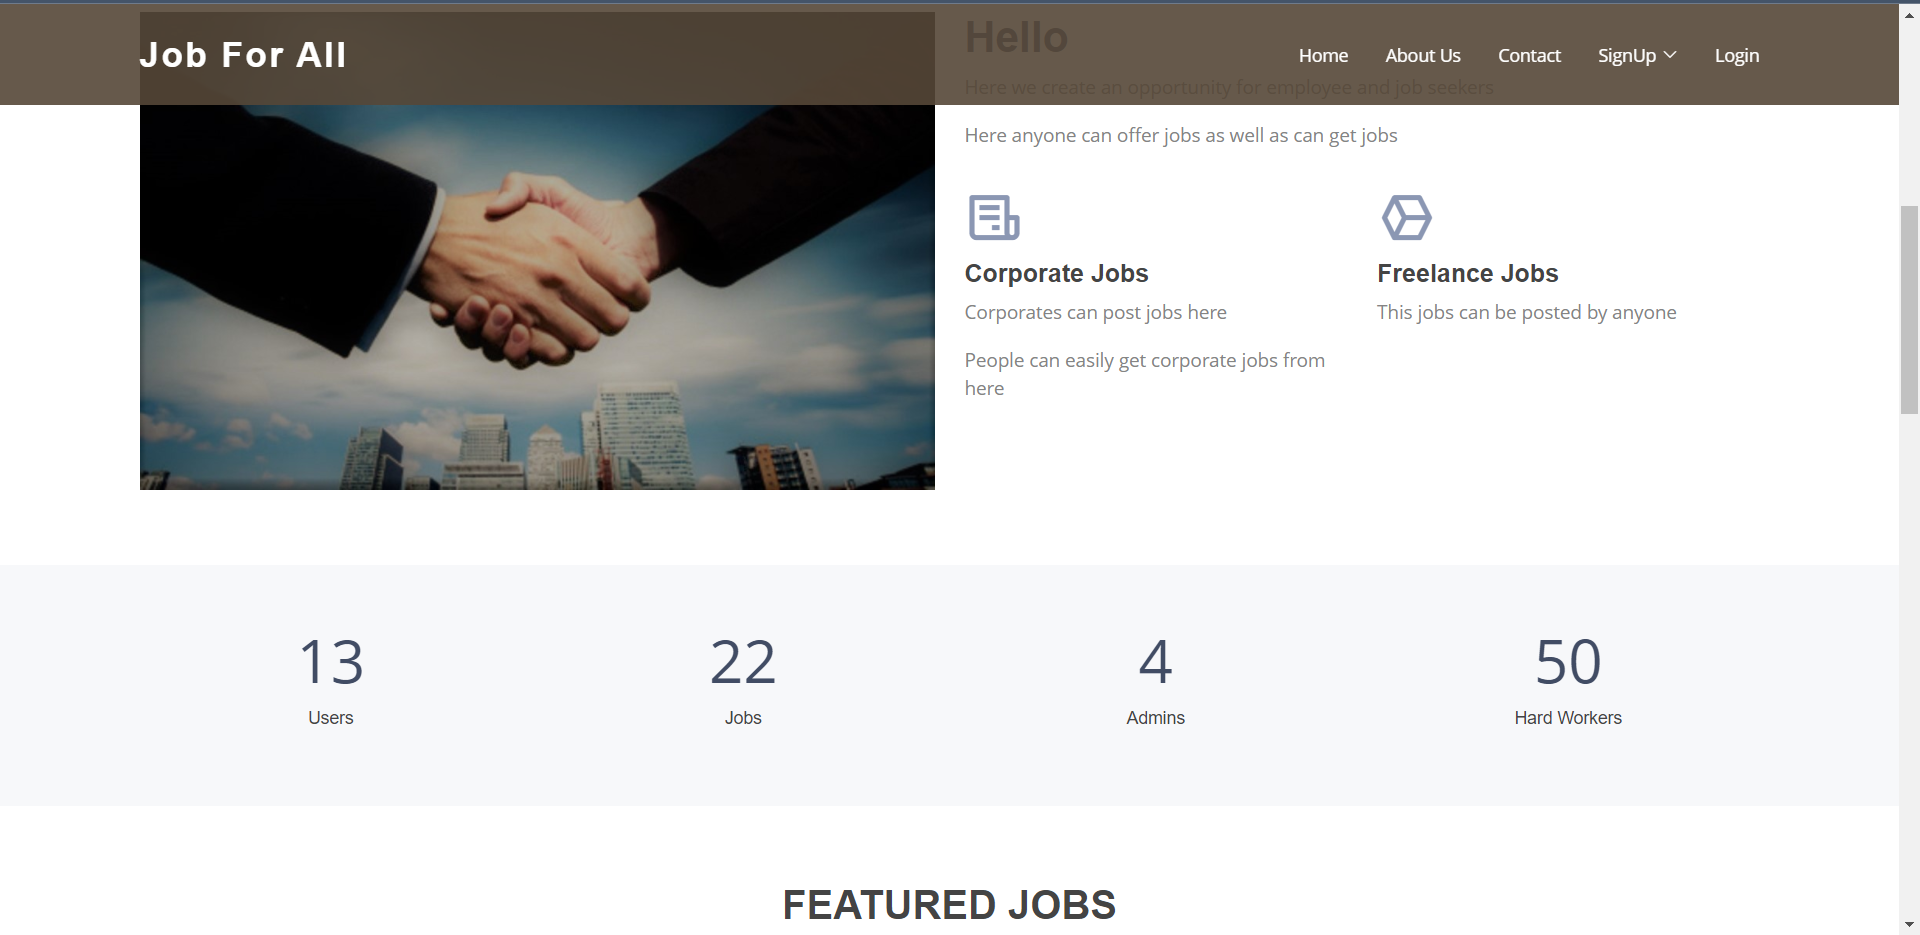 Job For All
Home
About Us
Contact
SignUp
Login
Hello
Here we create an opportunity for employee and job seekers
Here anyone can offer jobs as well as can get jobs
Corporate Jobs
Corporates can post jobs here
People can easily get corporate jobs from
here
Freelance Jobs
This jobs can be posted by anyone
13
Users
22
Jobs
4
Admins
50
Hard Workers
FEATURED JOBS